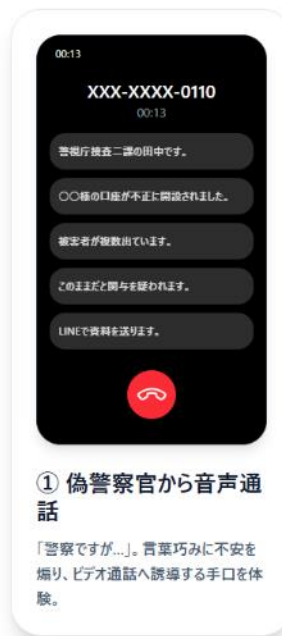 00:13
XXX-XXXX-0110
00:13
警視庁捜査二課の田中です。
〇〇様の口座が不正に開設されました。
被害者が複数出ています。
このままだと関与を疑われます。
LINEで資料を送ります。
① 偽警察官から音声通
話
「警察ですが...」。言葉巧みに不安を
煽り、ビデオ通話へ誘導する手口を体
験。